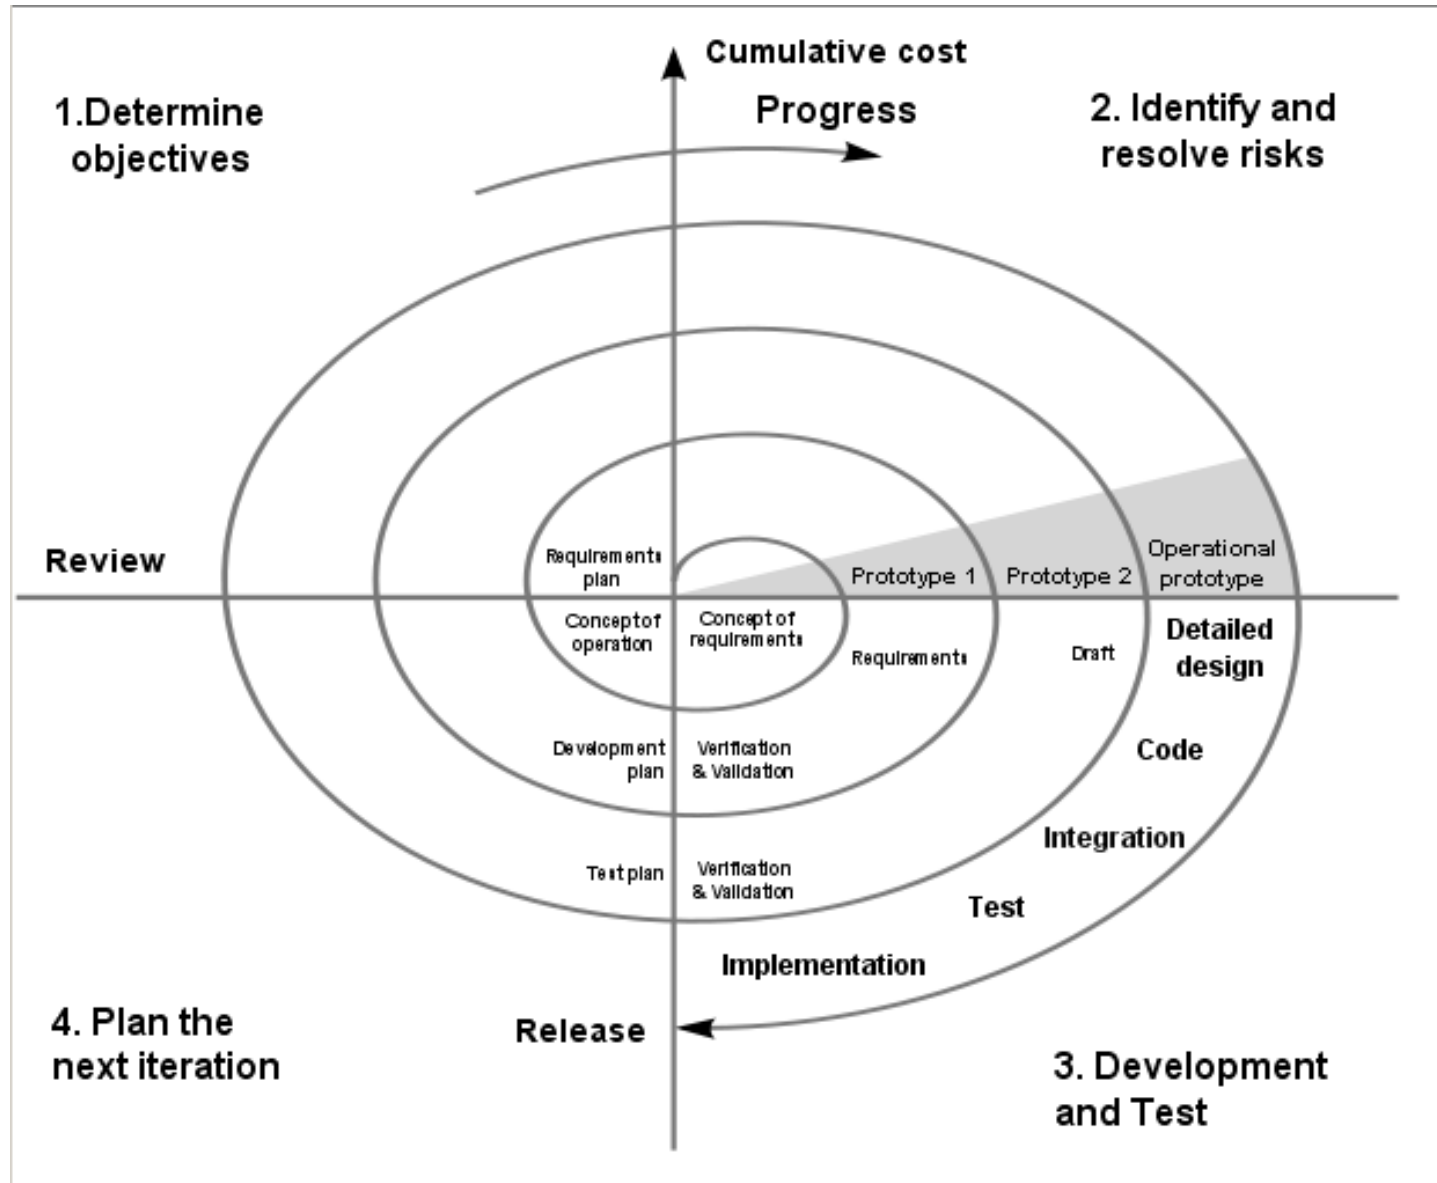 Cumulative cost
Progress
1.Determine
objectives
2. Identify and
resolve risks
Review
Requirements
plan
Concept of
operation
Concept of
requirements
Prototype 1
Prototype 2
Operational
prototype
Requirements
Draft
Detailed
design
Development
plan
Verification
& Validation
Code
Integration
Test plan
Verification
& Validation
Test
Implementation
Release
4. Plan the
next iteration
3. Development
and Test